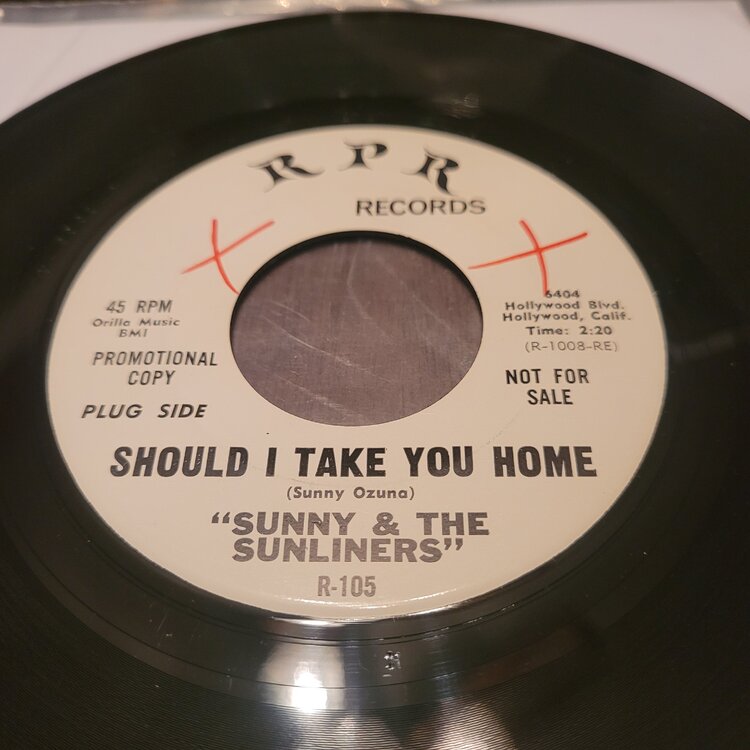 RPR
RECORDS
45 RPM
Orilla Music
BMI
PROMOTIONAL
COPY
PLUG SIDE
6404
Hollywood Blvd.
Hollywood, Calif.
Time: 2:20
(R-1008-RE)
NOT FOR
SALE
SHOULD I TAKE YOU HOME
(Sunny Ozuna)
"SUNNY & THE
SUNLINERS"
R-105